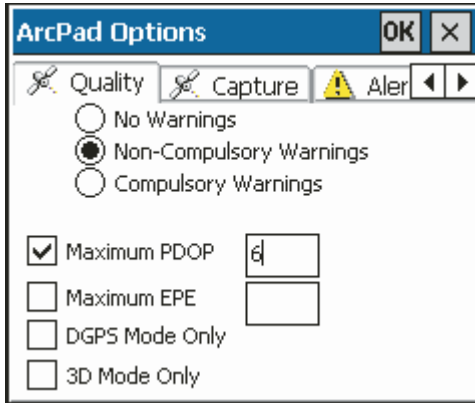 ArcPad Options OK
Quality Capture Aler
No Warnings
Non-Compulsory Warnings
Compulsory Warnings
Maximum PDOP 6
Maximum EPE
DGPS Mode Only
3D Mode Only